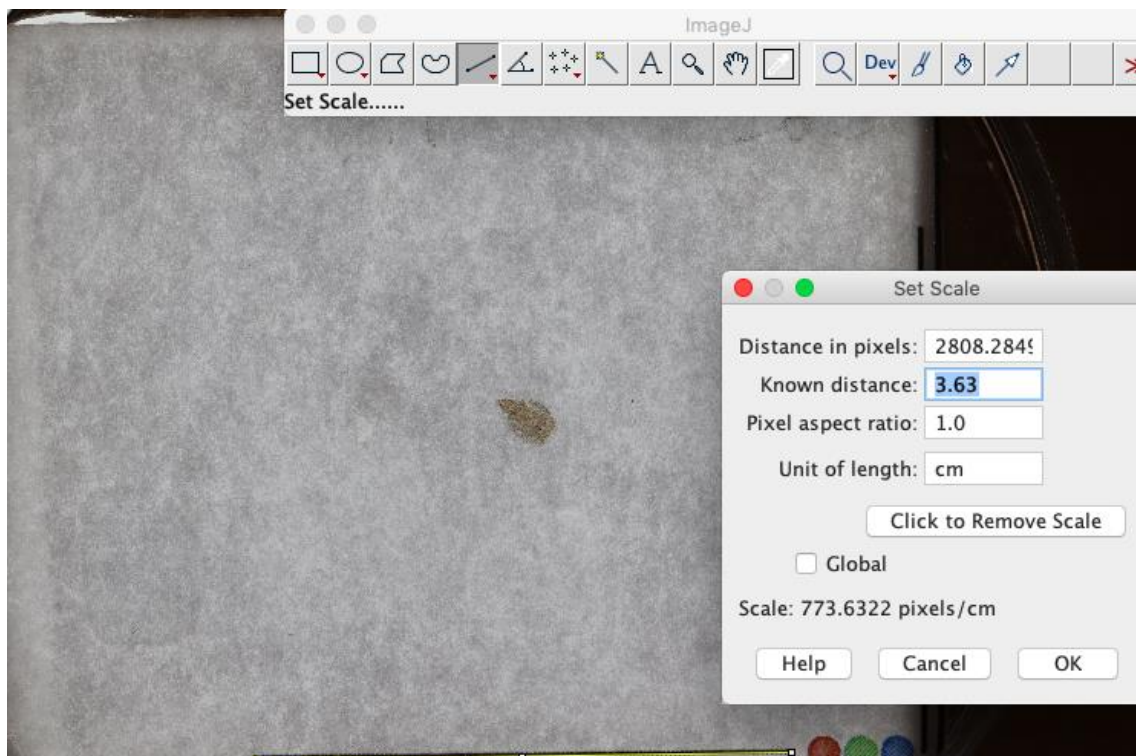 ImageJ
A Dev
Set Scale......
Set Scale
Distance in pixels: 2808.2849
Known distance: 3.63
Pixel aspect ratio: 1.0
Unit of length: cm
Click to Remove Scale
Global
Scale: 773.6322 pixels/cm
Help Cancel OK